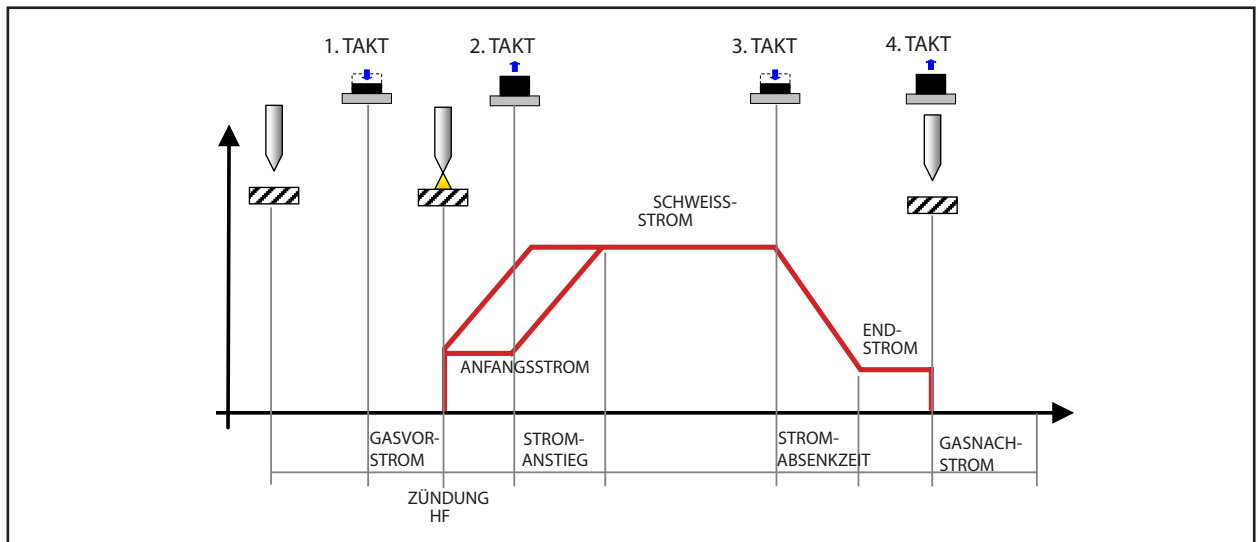 1. TAKT
2. TAKT
3. TAKT
4. TAKT
SCHWEISS-
STROM
END-
STROM
ANFANGSSTROM
GASVOR-
STROM
STROM-
ANSTIEG
STROM-
ABSENKZEIT
GASNACH-
STROM
ZÜNDUNG
HF